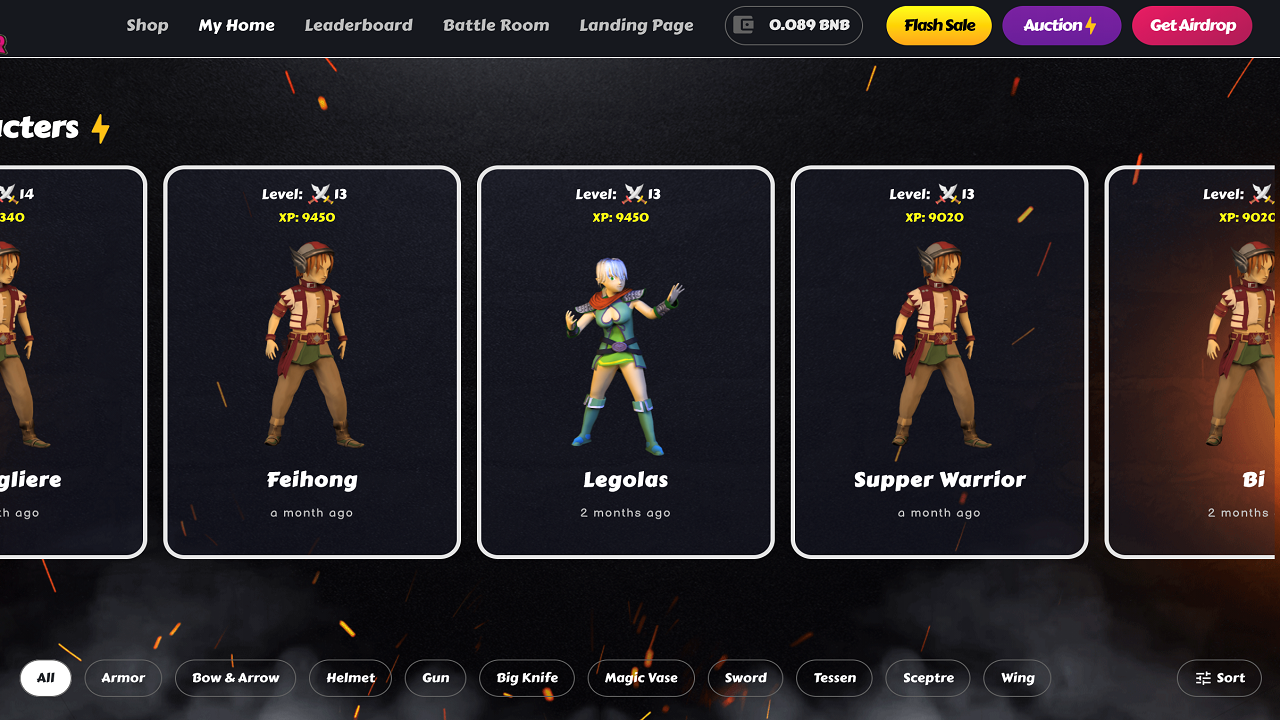 Shop My Home Leaderboard Battle Room Landing Page 0.089 BNB Flash Sale Auction⚡ Get Airdrop
acters ⚡
14
340
gliere
th ago
Level: ⚔13
XP: 9450
Feihong
a month ago
Level: ⚔13
XP: 9450
Legolas
2 months ago
Level: ⚔13
XP: 9020
Supper Warrior
a month ago
Level: ⚔
XP: 9020
Bi
2 months
All Armor Bow & Arrow Helmet Gun Big Knife Magic Vase Sword Tessen Sceptre Wing Sort